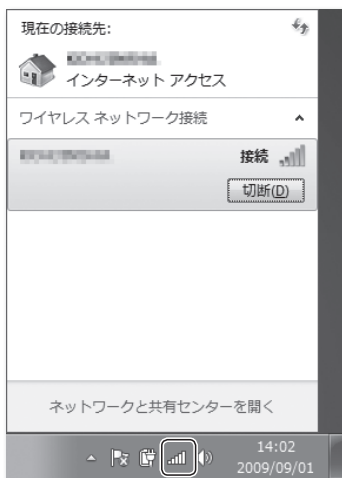 現在の接続先:
インターネット アクセス
ワイヤレス ネットワーク接続
接続
切断(D)
ネットワークと共有センターを開く
14:02
2009/09/01